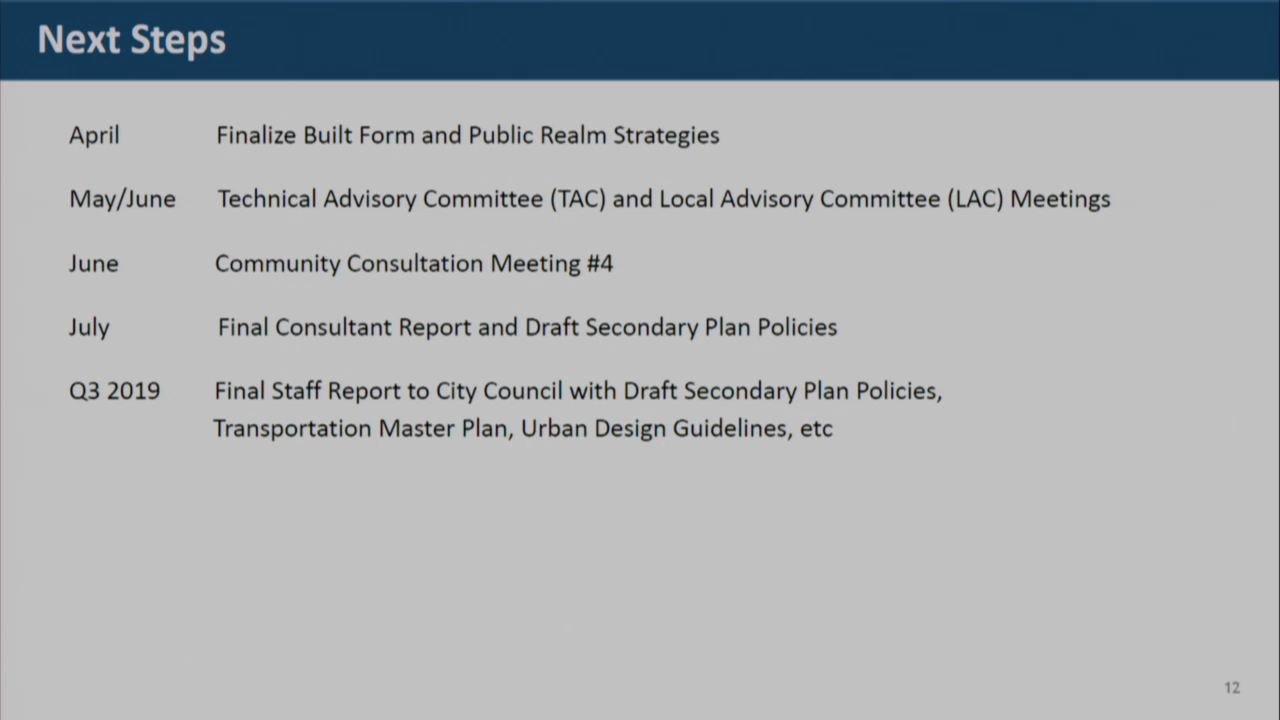 Next Steps
April Finalize Built Form and Public Realm Strategies
May/June Technical Advisory Committee (TAC) and Local Advisory Committee (LAC) Meetings
June Community Consultation Meeting #4
July Final Consultant Report and Draft Secondary Plan Policies
Q3 2019 Final Staff Report to City Council with Draft Secondary Plan Policies,
Transportation Master Plan, Urban Design Guidelines, etc
12